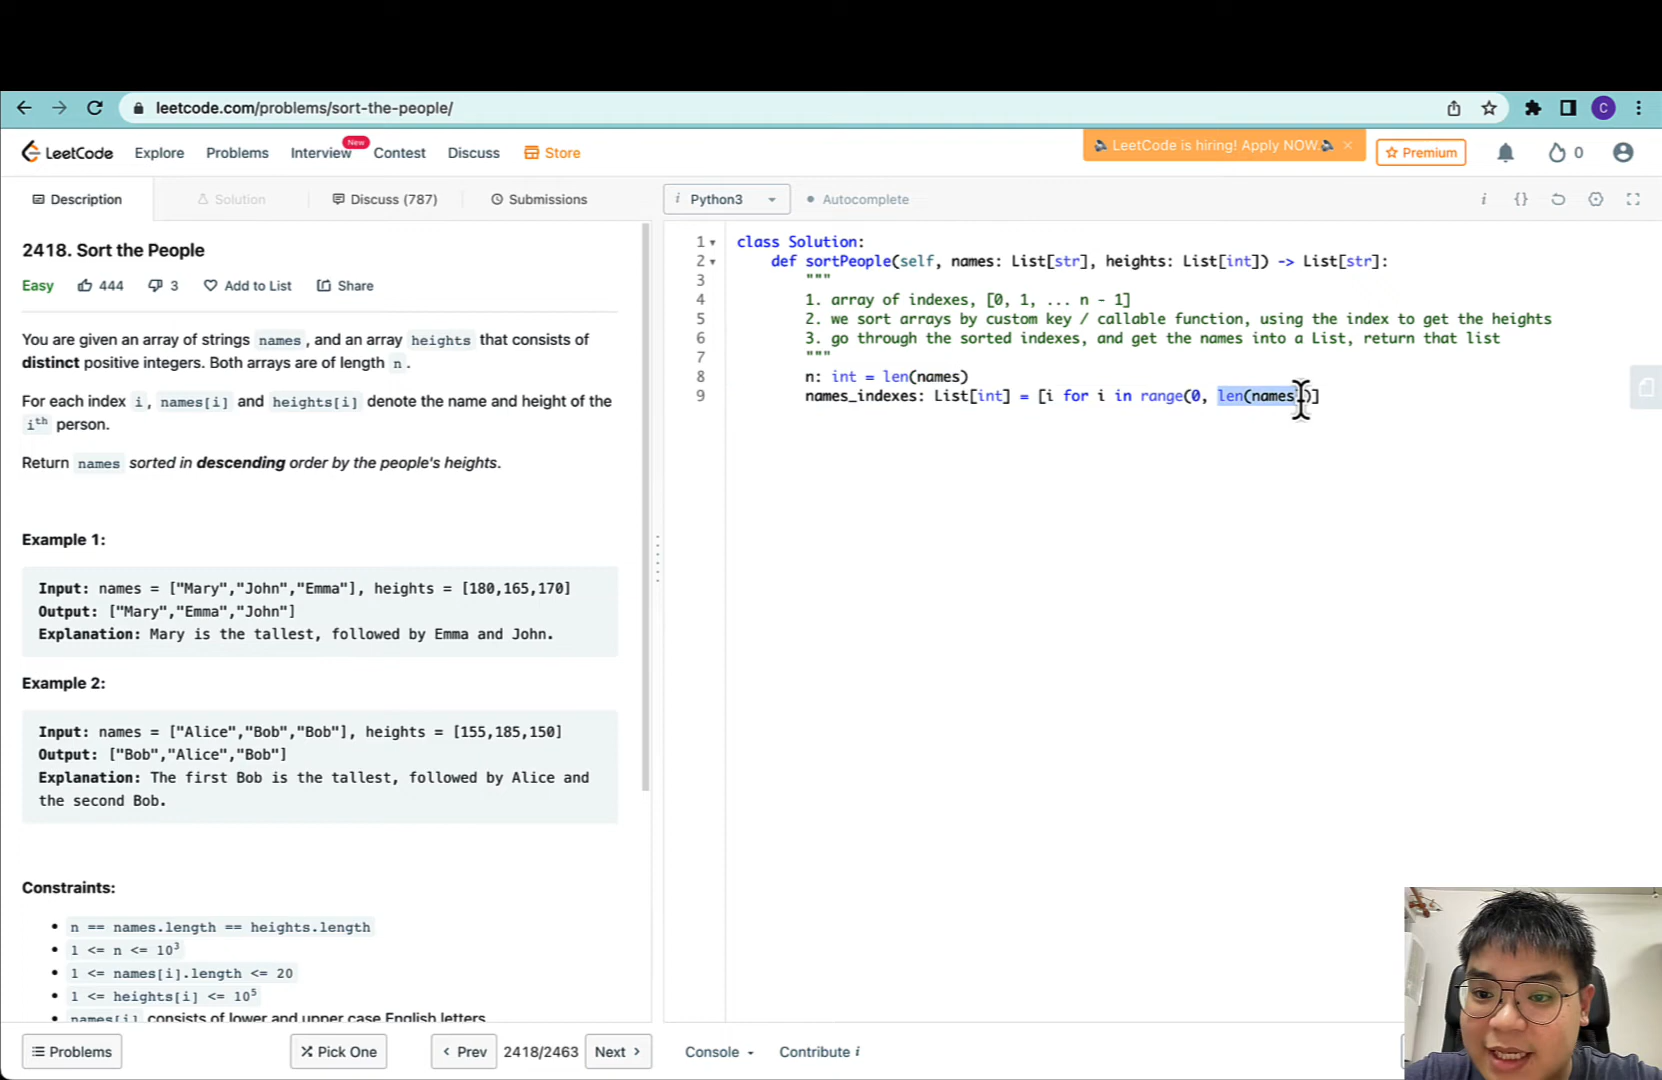 leetcode.com/problems/sort-the-people/
C
LeetCode
Explore
Problems
Interview
New
Contest
Discuss
Store
LeetCode is hiring! Apply NOW
×
Premium
0
Description
Solution
Discuss (787)
Submissions
i Python3
Autocomplete
i
{}
2418. Sort the People
Easy
444
3
Add to List
Share
You are given an array of strings names , and an array heights that consists of
distinct positive integers. Both arrays are of length n .
For each index i , names[i] and heights[i] denote the name and height of the
ith person.
Return names sorted in descending order by the people's heights.
Example 1:
Input: names = ["Mary","John","Emma"], heights = [180,165,170]
Output: ["Mary","Emma","John"]
Explanation: Mary is the tallest, followed by Emma and John.
Example 2:
Input: names = ["Alice","Bob","Bob"], heights = [155,185,150]
Output: ["Bob","Alice","Bob"]
Explanation: The first Bob is the tallest, followed by Alice and
the second Bob.
Constraints:
• n == names.length == heights.length
• 1 <= n <= 10³
• 1 <= names[i].length <= 20
• 1 <= heights[i] <= 10⁵
• names[i] consists of lower and upper case English letters
1 class Solution:
2 def sortPeople(self, names: List[str], heights: List[int]) -> List[str]:
3 """
4 1. array of indexes, [0, 1, ... n - 1]
5 2. we sort arrays by custom key / callable function, using the index to get the heights
6 3. go through the sorted indexes, and get the names into a List, return that list
7 """
8 n: int = len(names)
9 names_indexes: List[int] = [i for i in range(0, len(names))]
Problems
Pick One
Prev
2418/2463
Next
Console
Contribute i